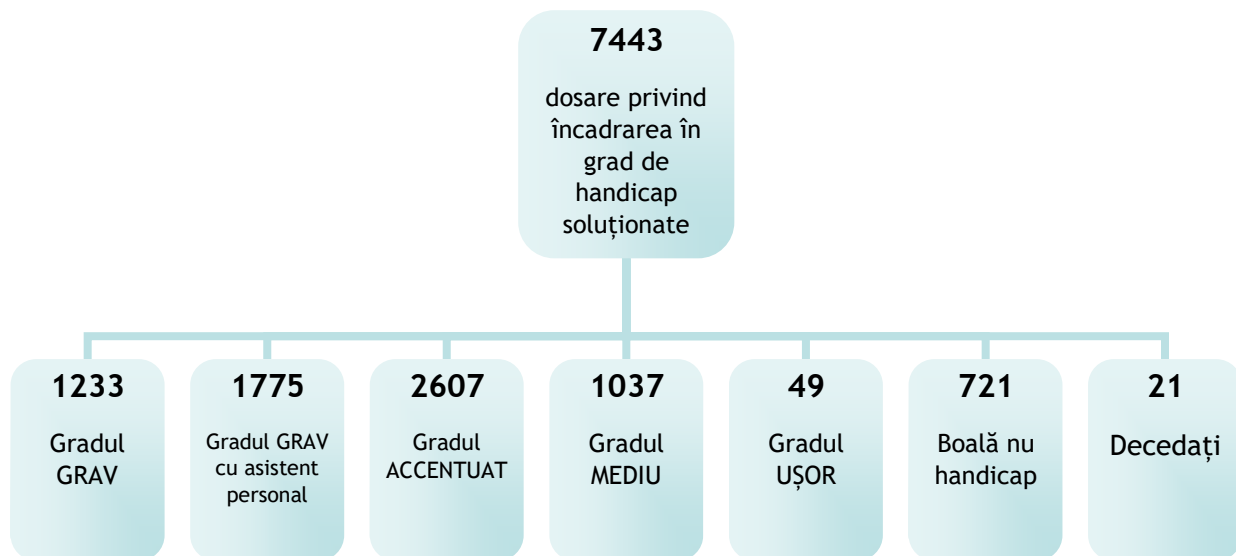 7443
dosare privind
încadrarea în
grad de
handicap
soluționate
1233
Gradul
GRAV
1775
Gradul GRAV
cu asistent
personal
2607
Gradul
ACCENTUAT
1037
Gradul
MEDIU
49
Gradul
UȘOR
721
Boală nu
handicap
21
Decedați